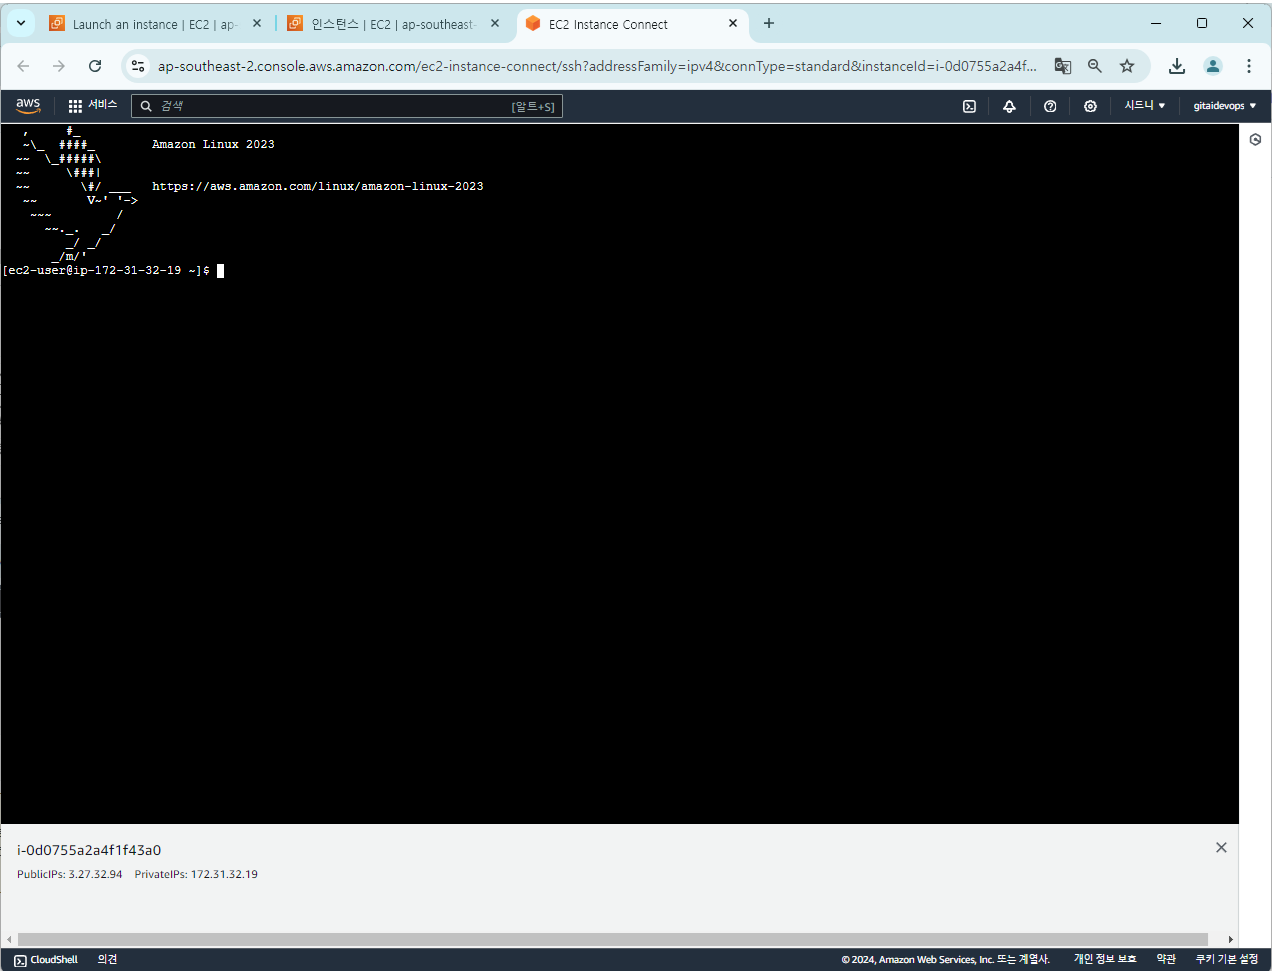 Launch an instance | EC2 | ap-
인스턴스 | EC2 | ap-southeast-
EC2 Instance Connect
ap-southeast-2.console.aws.amazon.com/ec2-instance-connect/ssh?addressFamily=ipv4&connType=standard&instanceId=i-0d0755a2a4f...
aws 서비스 검색 [알트+S] 시드니 gitaidevops
   ,     #_
   ~\_  ####_        Amazon Linux 2023
  ~~  \_#####\
  ~~     \###|
  ~~       \#/ ___   https://aws.amazon.com/linux/amazon-linux-2023
   ~~       V~' '->
    ~~~         /
      ~~._.   _/
         _/ _/
       _/m/'
[ec2-user@ip-172-31-32-19 ~]$
i-0d0755a2a4f1f43a0
PublicIPs: 3.27.32.94 PrivateIPs: 172.31.32.19
CloudShell 의견 © 2024, Amazon Web Services, Inc. 또는 계열사. 개인 정보 보호 약관 쿠키 기본 설정